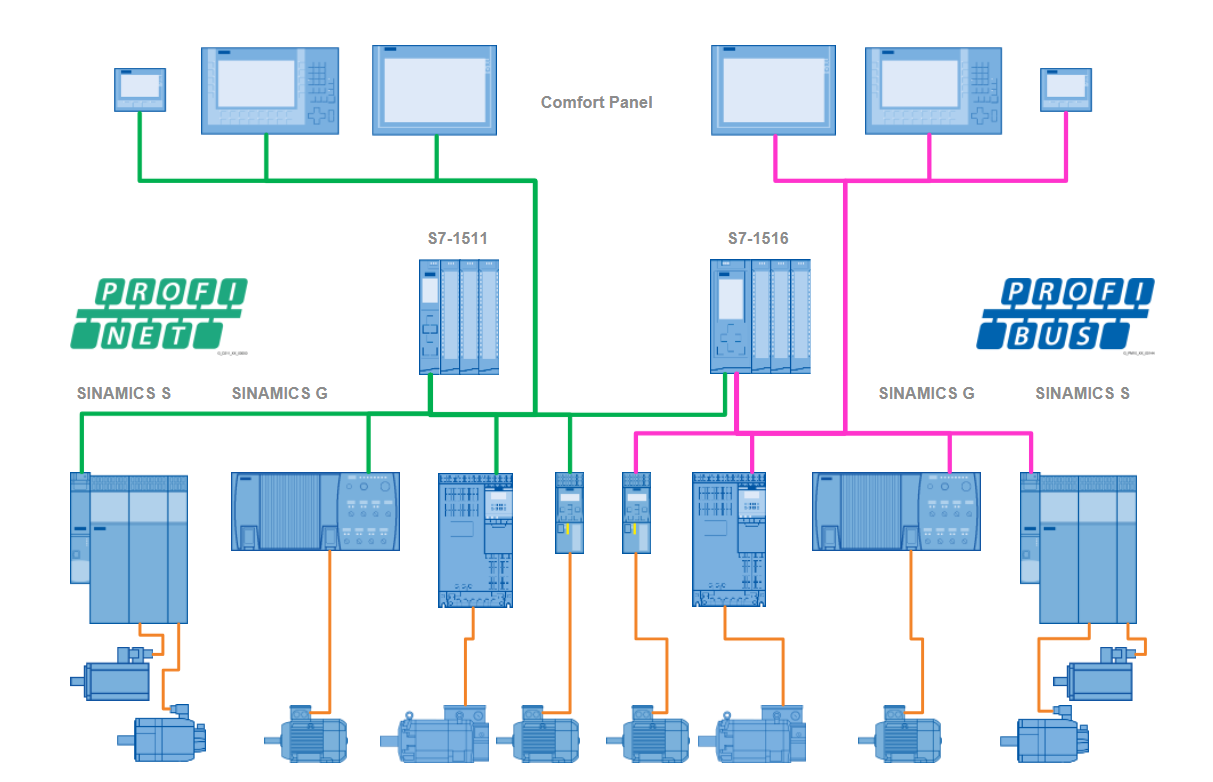 Comfort Panel
S7-1511
S7-1516
PROFI
NET
PROFI
BUS
SINAMICS S
SINAMICS G
SINAMICS G
SINAMICS S